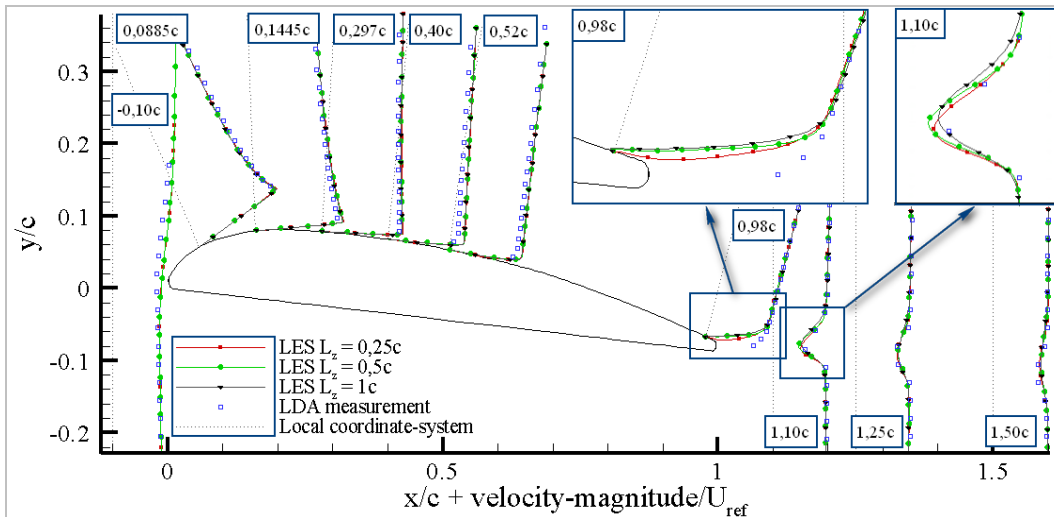 0,0885c
0,1445c
0,297c
0,40c
0,52c
0,98c
1,10c
-0,10c
0,98c
y/c
0.3
0.2
0.1
0
-0.1
-0.2
LES L_z = 0,25c
LES L_z = 0,5c
LES L_z = 1c
LDA measurement
Local coordinate-system
1,10c
1,25c
1,50c
0
0.5
1
1.5
x/c + velocity-magnitude/U_ref